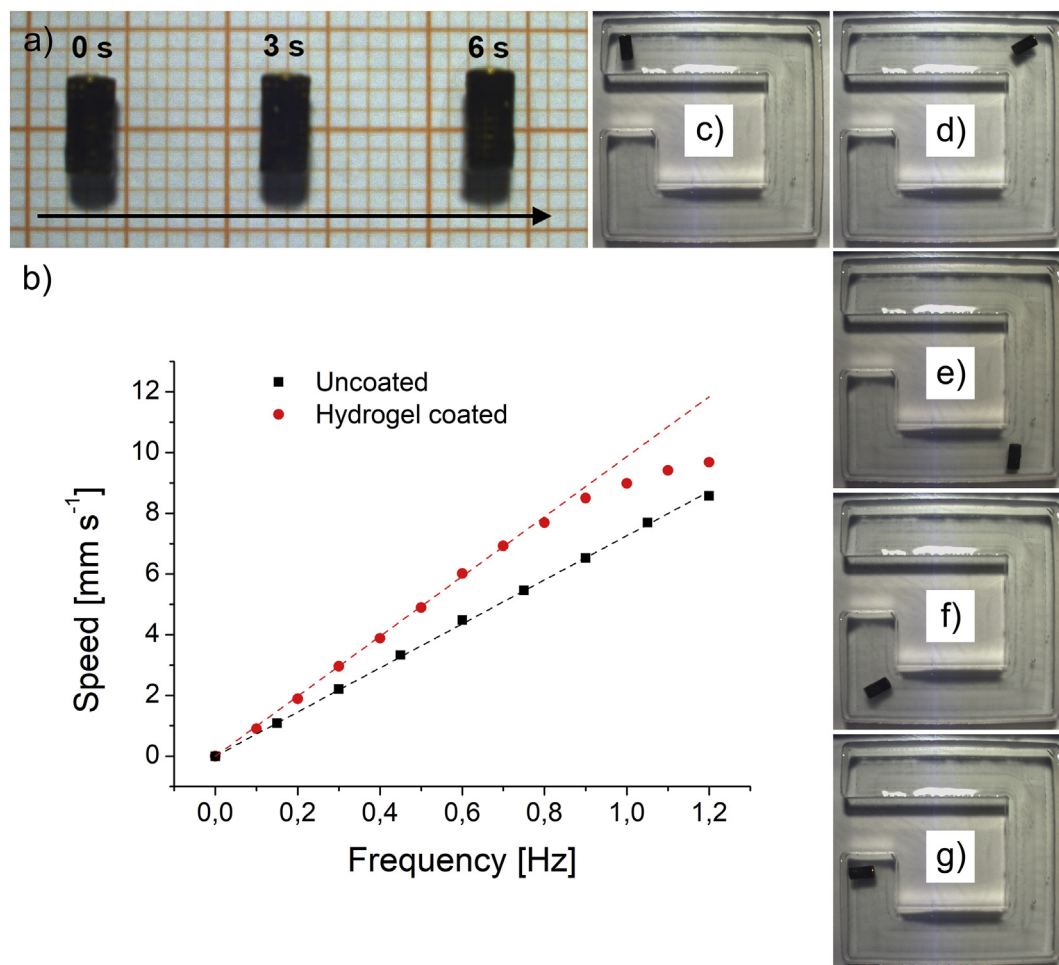 a)
0 s
3 s
6 s
c)
d)
b)
Uncoated
Hydrogel coated
12
10
8
6
4
2
0
Speed [mm s⁻¹]
0,0 0,2 0,4 0,6 0,8 1,0 1,2
Frequency [Hz]
e)
f)
g)